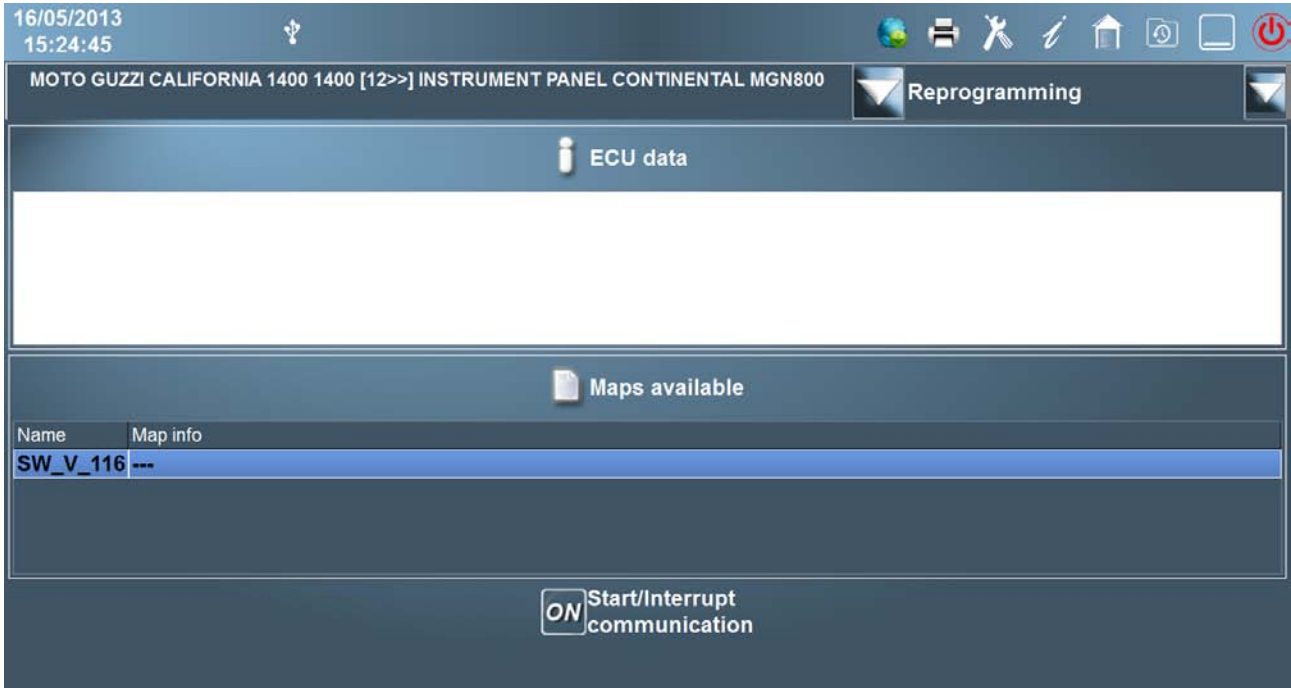 16/05/2013
15:24:45
MOTO GUZZI CALIFORNIA 1400 1400 [12>>] INSTRUMENT PANEL CONTINENTAL MGN800
Reprogramming
ECU data
Maps available
Name Map info
SW_V_116 ---
ON Start/Interrupt
communication